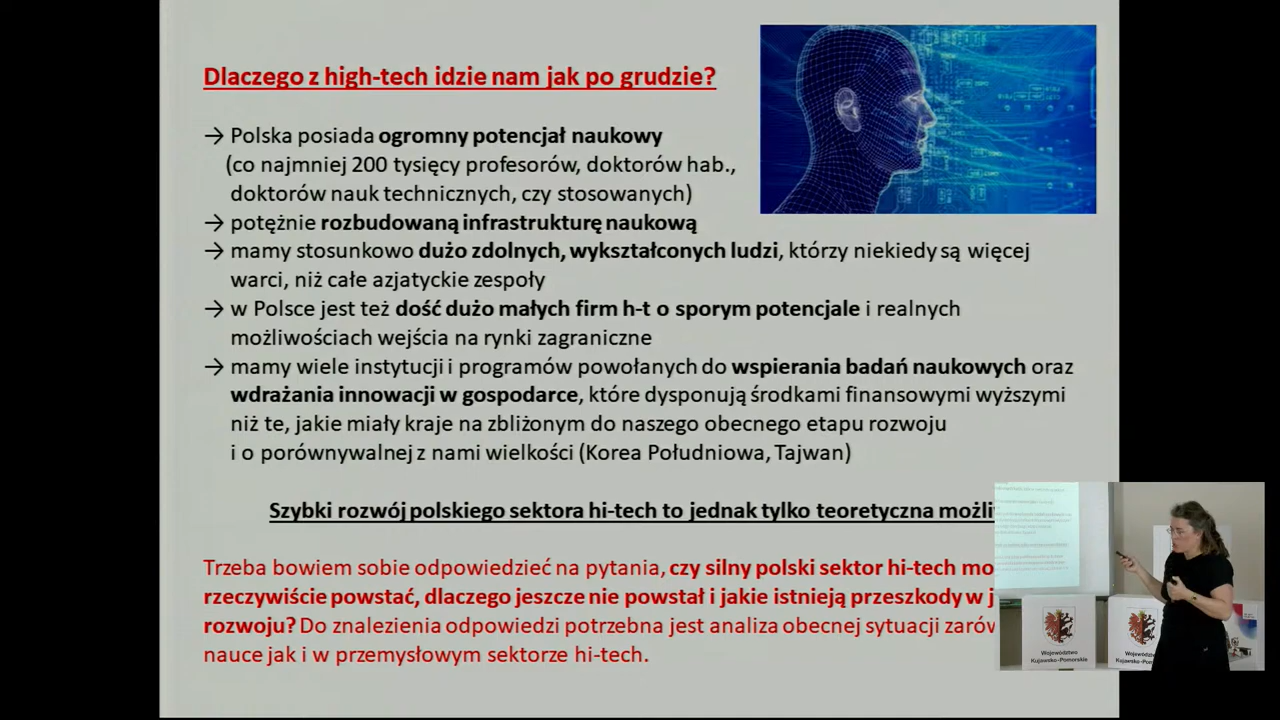 Dlaczego z high-tech idzie nam jak po grudzie?
→ Polska posiada ogromny potencjał naukowy
(co najmniej 200 tysięcy profesorów, doktorów hab.,
doktorów nauk technicznych, czy stosowanych)
→ potężnie rozbudowaną infrastrukturę naukową
→ mamy stosunkowo dużo zdolnych, wykształconych ludzi, którzy niekiedy są więcej
warci, niż całe azjatyckie zespoły
→ w Polsce jest też dość dużo małych firm h-t o sporym potencjale i realnych
możliwościach wejścia na rynki zagraniczne
→ mamy wiele instytucji i programów powołanych do wspierania badań naukowych oraz
wdrażania innowacji w gospodarce, które dysponują środkami finansowymi wyższymi
niż te, jakie miały kraje na zbliżonym do naszego obecnego etapu rozwoju
i o porównywalnej z nami wielkości (Korea Południowa, Tajwan)
Szybki rozwój polskiego sektora hi-tech to jednak tylko teoretyczna
Trzeba bowiem sobie odpowiedzieć na pytania, czy silny polski sektor hi-tech
rzeczywiście powstać, dlaczego jeszcze nie powstał i jakie istnieją przeszkody w
rozwoju? Do znalezienia odpowiedzi potrzebna jest analiza obecnej sytuacji
nauce jak i w przemysłowym sektorze hi-tech.
Województwo
Kujawsko-Pomorskie